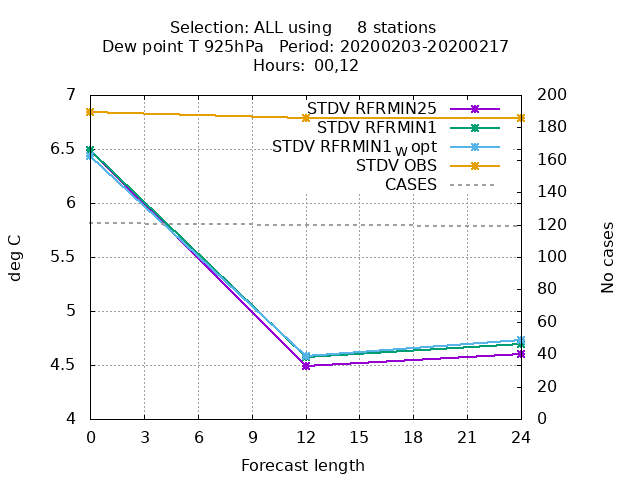 Selection: ALL using     8 stations
Dew point T 925hPa   Period: 20200203-20200217
Hours: 00,12
7
6.5
6
5.5
5
4.5
4
deg C
200
180
160
140
120
100
80
60
40
20
0
No cases
STDV RFRMIN25
STDV RFRMIN1
STDV RFRMIN1 W opt
STDV OBS
CASES
0 3 6 9 12 15 18 21 24
Forecast length